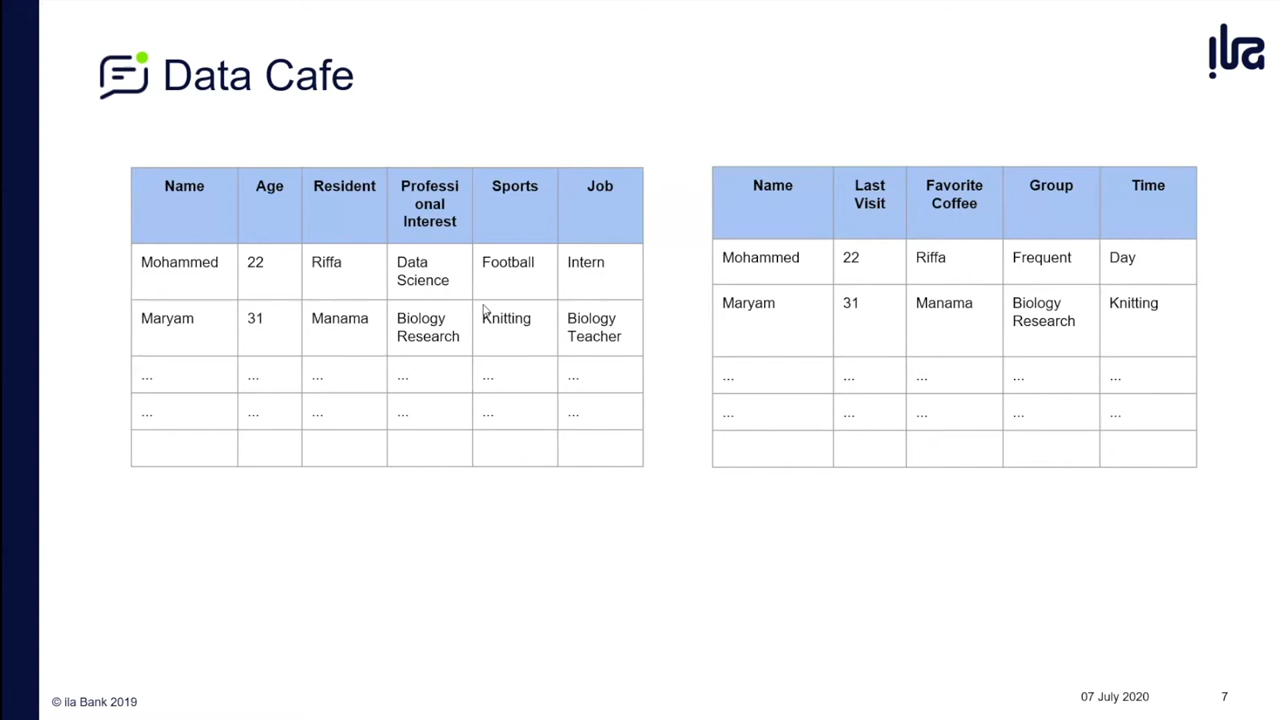 ila
Data Cafe
Name Age Resident Professi Sports Job
onal
Interest
Mohammed 22 Riffa Data Football Intern
Science
Maryam 31 Manama Biology Knitting Biology
Research Teacher
... ... ... ... ... ...
... ... ... ... ... ...
Name Last Favorite Group Time
Visit Coffee
Mohammed 22 Riffa Frequent Day
Maryam 31 Manama Biology Knitting
Research
... ... ... ... ...
... ... ... ... ...
© ila Bank 2019
07 July 2020
7